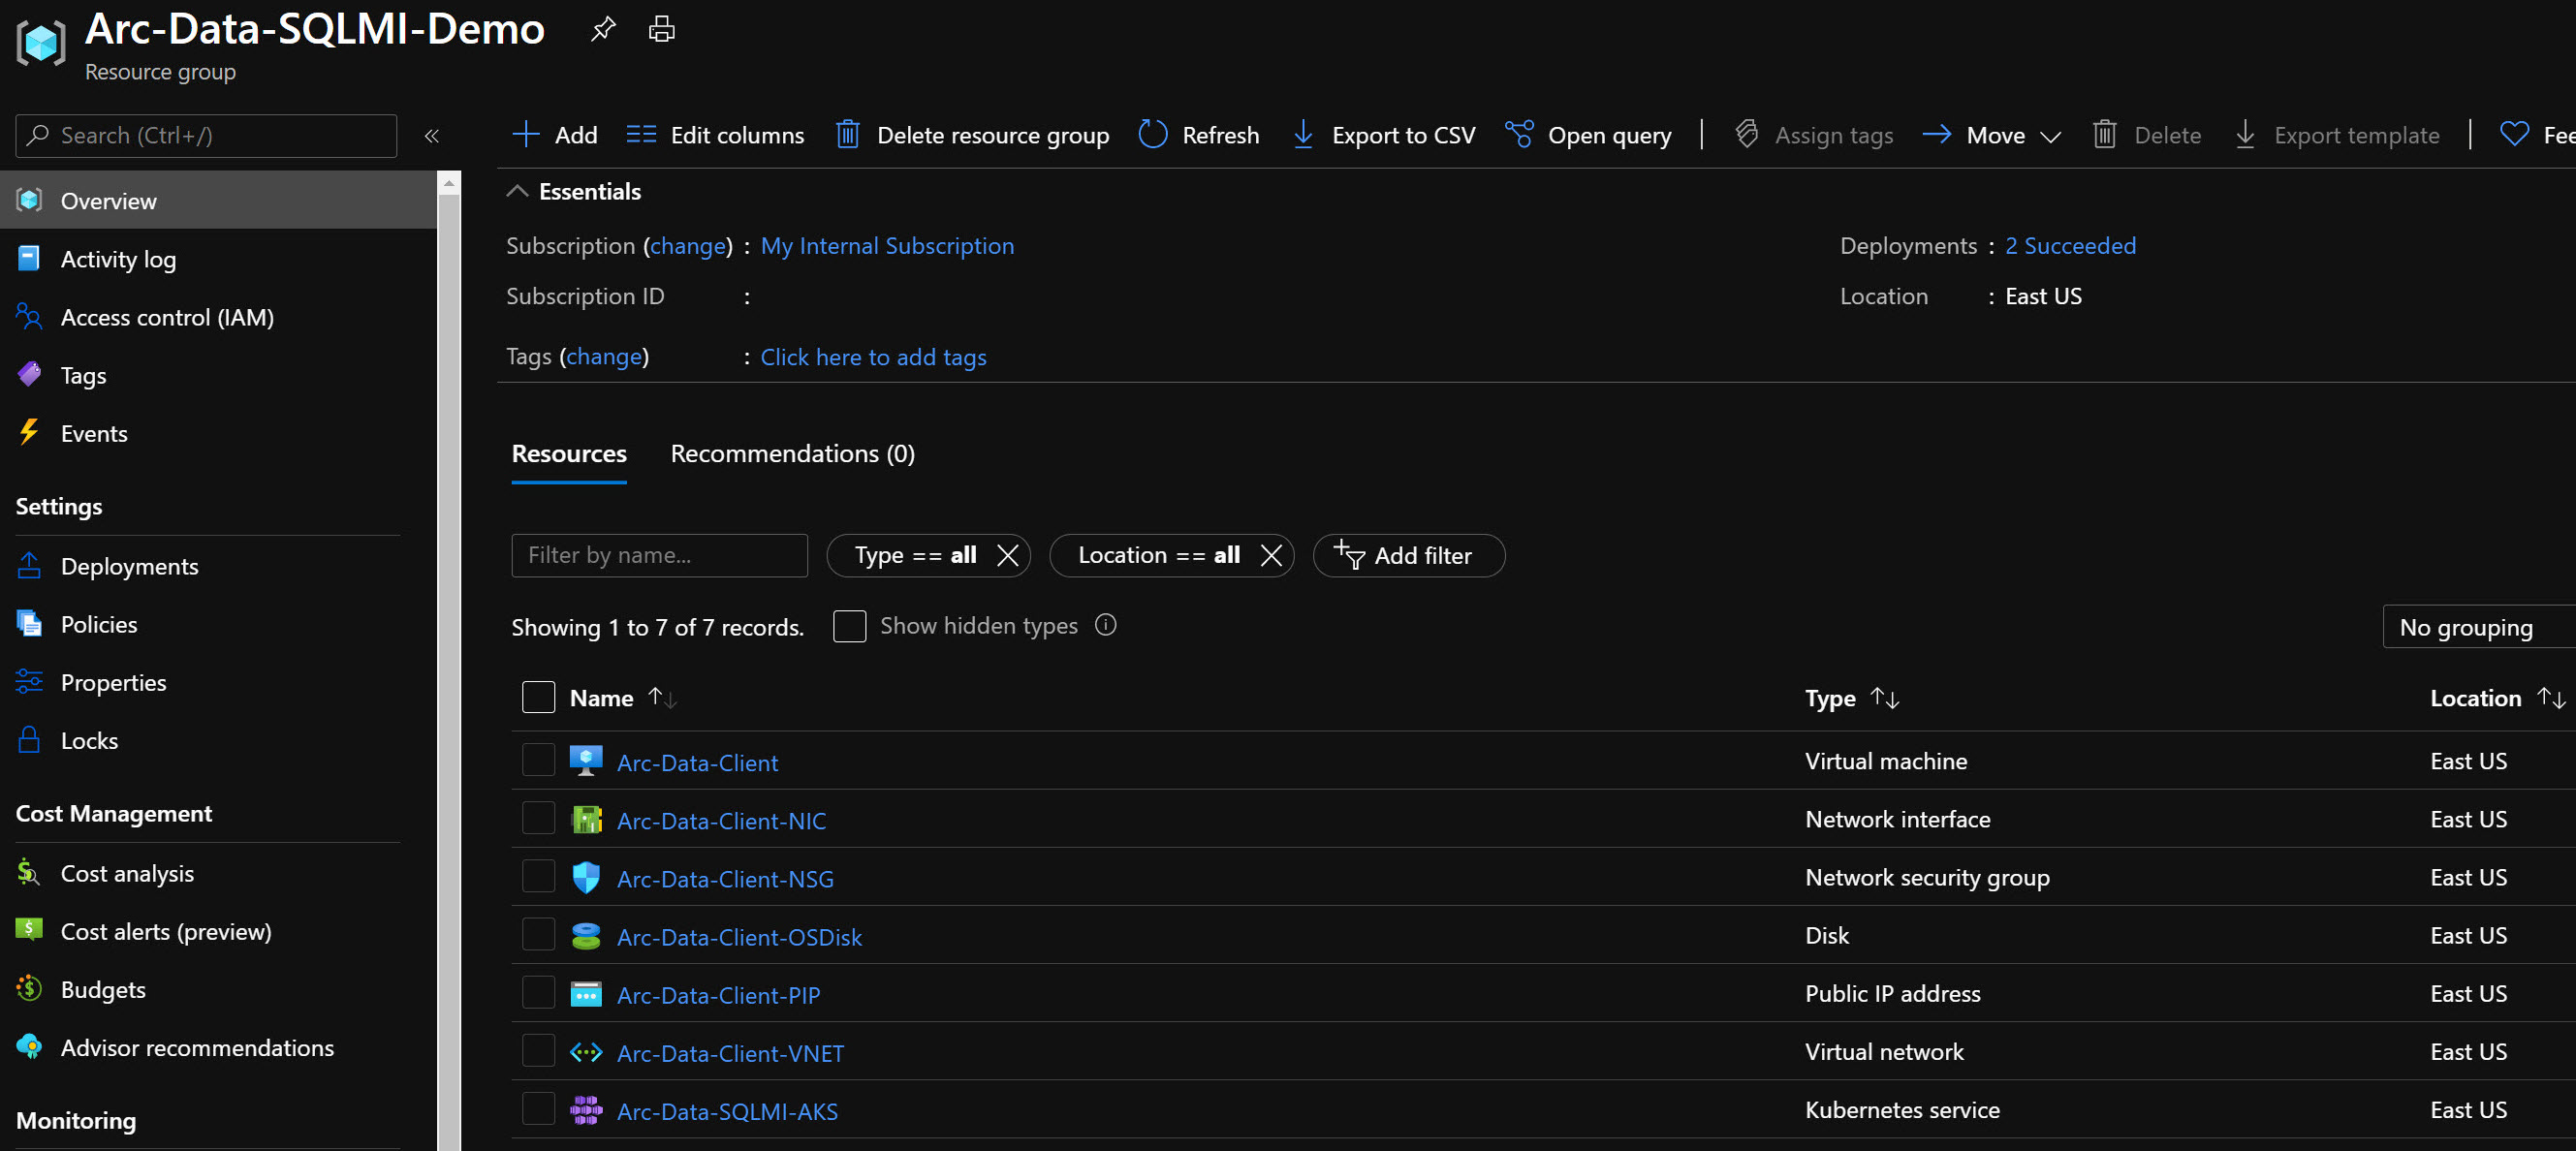 Arc-Data-SQLMI-Demo
Resource group
Search (Ctrl+/)
«
Add
Edit columns
Delete resource group
Refresh
Export to CSV
Open query
Assign tags
Move
Delete
Export template
Fee
Overview
Activity log
Access control (IAM)
Tags
Events
Settings
Deployments
Policies
Properties
Locks
Cost Management
Cost analysis
Cost alerts (preview)
Budgets
Advisor recommendations
Monitoring
Essentials
Subscription (change) : My Internal Subscription
Subscription ID :
Tags (change) : Click here to add tags
Deployments : 2 Succeeded
Location : East US
Resources
Recommendations (0)
Filter by name...
Type == all
Location == all
Add filter
Showing 1 to 7 of 7 records.
Show hidden types
No grouping
Name Type Location
Arc-Data-Client Virtual machine East US
Arc-Data-Client-NIC Network interface East US
Arc-Data-Client-NSG Network security group East US
Arc-Data-Client-OSDisk Disk East US
Arc-Data-Client-PIP Public IP address East US
Arc-Data-Client-VNET Virtual network East US
Arc-Data-SQLMI-AKS Kubernetes service East US